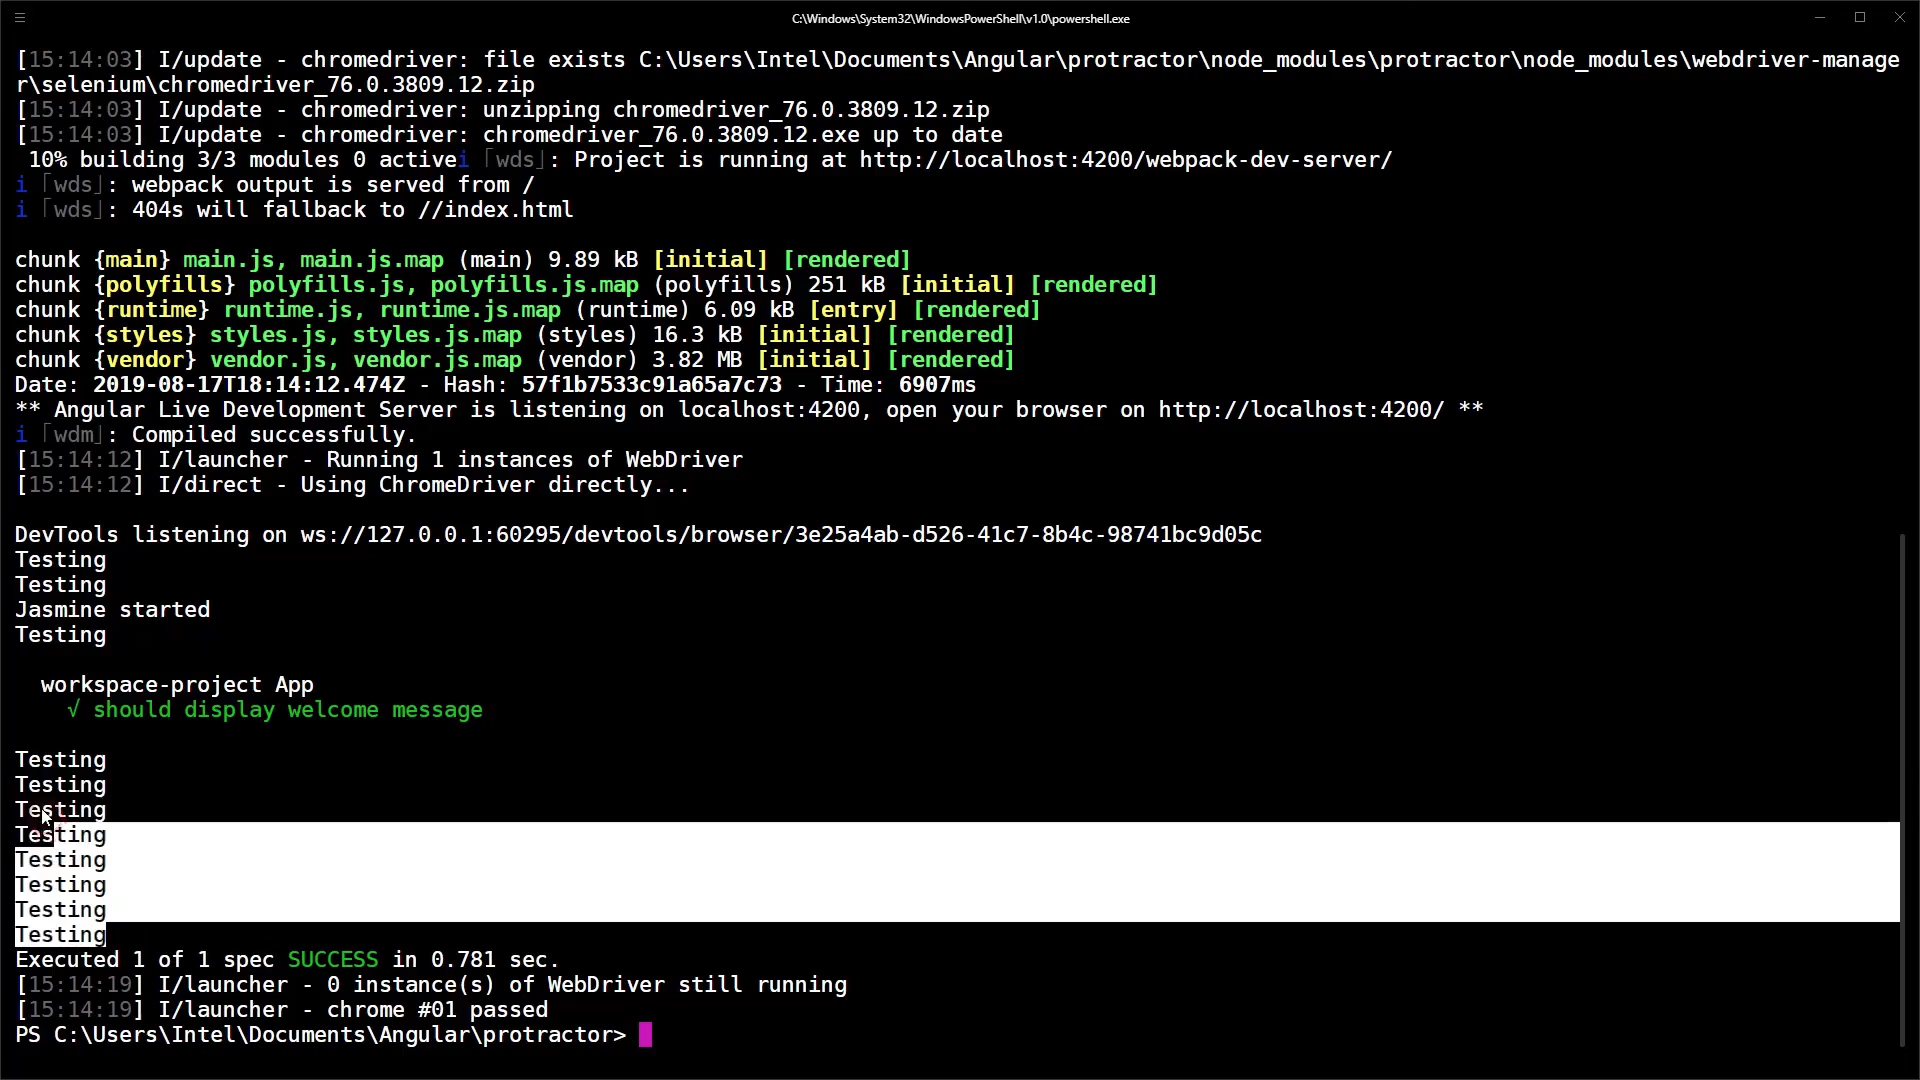 C:\Windows\System32\WindowsPowerShell\v1.0\powershell.exe
[15:14:03] I/update - chromedriver: file exists C:\Users\Intel\Documents\Angular\protractor\node_modules\protractor\node_modules\webdriver-manage
r\selenium\chromedriver_76.0.3809.12.zip
[15:14:03] I/update - chromedriver: unzipping chromedriver_76.0.3809.12.zip
[15:14:03] I/update - chromedriver: chromedriver_76.0.3809.12.exe up to date
10% building 3/3 modules 0 activei ｢wds｣: Project is running at http://localhost:4200/webpack-dev-server/
i ｢wds｣: webpack output is served from /
i ｢wds｣: 404s will fallback to //index.html
chunk {main} main.js, main.js.map (main) 9.89 kB [initial] [rendered]
chunk {polyfills} polyfills.js, polyfills.js.map (polyfills) 251 kB [initial] [rendered]
chunk {runtime} runtime.js, runtime.js.map (runtime) 6.09 kB [entry] [rendered]
chunk {styles} styles.js, styles.js.map (styles) 16.3 kB [initial] [rendered]
chunk {vendor} vendor.js, vendor.js.map (vendor) 3.82 MB [initial] [rendered]
Date: 2019-08-17T18:14:12.474Z - Hash: 57f1b7533c91a65a7c73 - Time: 6907ms
** Angular Live Development Server is listening on localhost:4200, open your browser on http://localhost:4200/ **
i ｢wdm｣: Compiled successfully.
[15:14:12] I/launcher - Running 1 instances of WebDriver
[15:14:12] I/direct - Using ChromeDriver directly...
DevTools listening on ws://127.0.0.1:60295/devtools/browser/3e25a4ab-d526-41c7-8b4c-98741bc9d05c
Testing
Testing
Jasmine started
Testing
workspace-project App
√ should display welcome message
Testing
Testing
Testing
Testing
Testing
Testing
Testing
Testing
Executed 1 of 1 spec SUCCESS in 0.781 sec.
[15:14:19] I/launcher - 0 instance(s) of WebDriver still running
[15:14:19] I/launcher - chrome #01 passed
PS C:\Users\Intel\Documents\Angular\protractor>